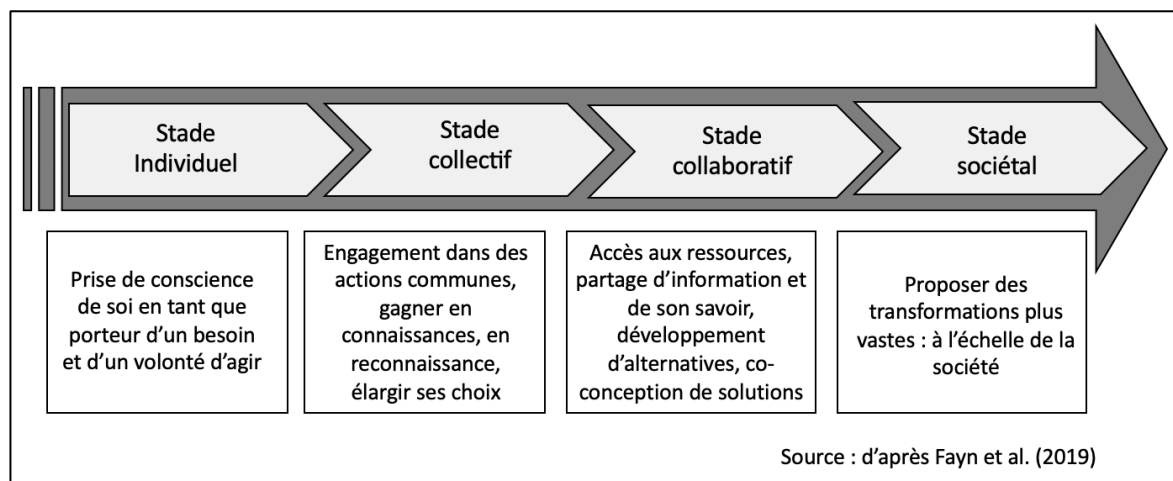 Stade
Individuel
Stade
collectif
Stade
collaboratif
Stade
sociétal
Prise de conscience
de soi en tant que
porteur d’un besoin
et d’un volonté d’agir
Engagement dans des
actions communes,
gagner en
connaissances, en
reconnaissance,
élargir ses choix
Accès aux ressources,
partage d’information et
de son savoir,
développement
d’alternatives, co-
conception de solutions
Proposer des
transformations plus
vastes : à l’échelle de la
société
Source : d’après Fayn et al. (2019)